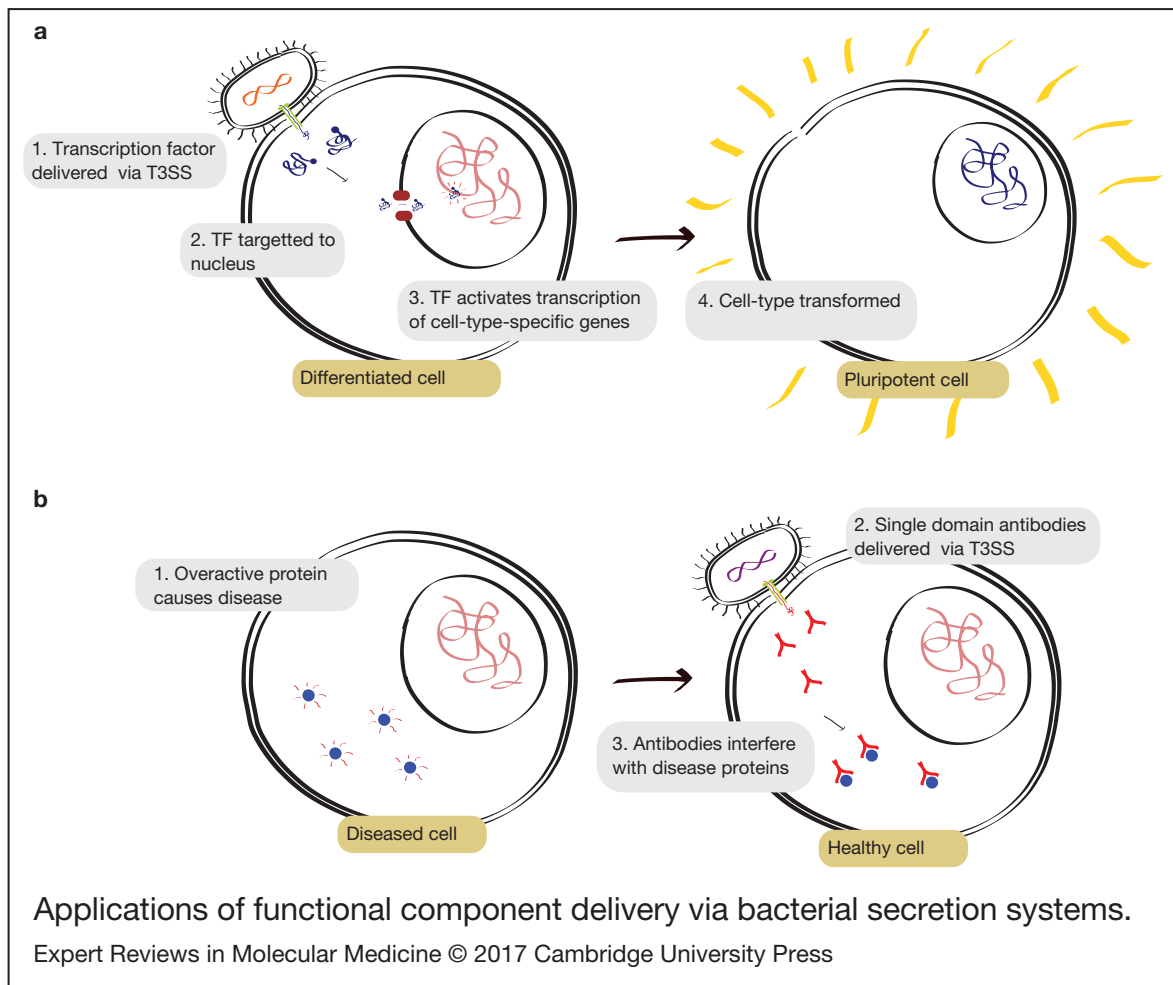 a
1. Transcription factor
delivered via T3SS
2. TF targetted to
nucleus
3. TF activates transcription
of cell-type-specific genes
Differentiated cell
4. Cell-type transformed
Pluripotent cell
b
1. Overactive protein
causes disease
Diseased cell
2. Single domain antibodies
delivered via T3SS
3. Antibodies interfere
with disease proteins
Healthy cell
Applications of functional component delivery via bacterial secretion systems.
Expert Reviews in Molecular Medicine © 2017 Cambridge University Press